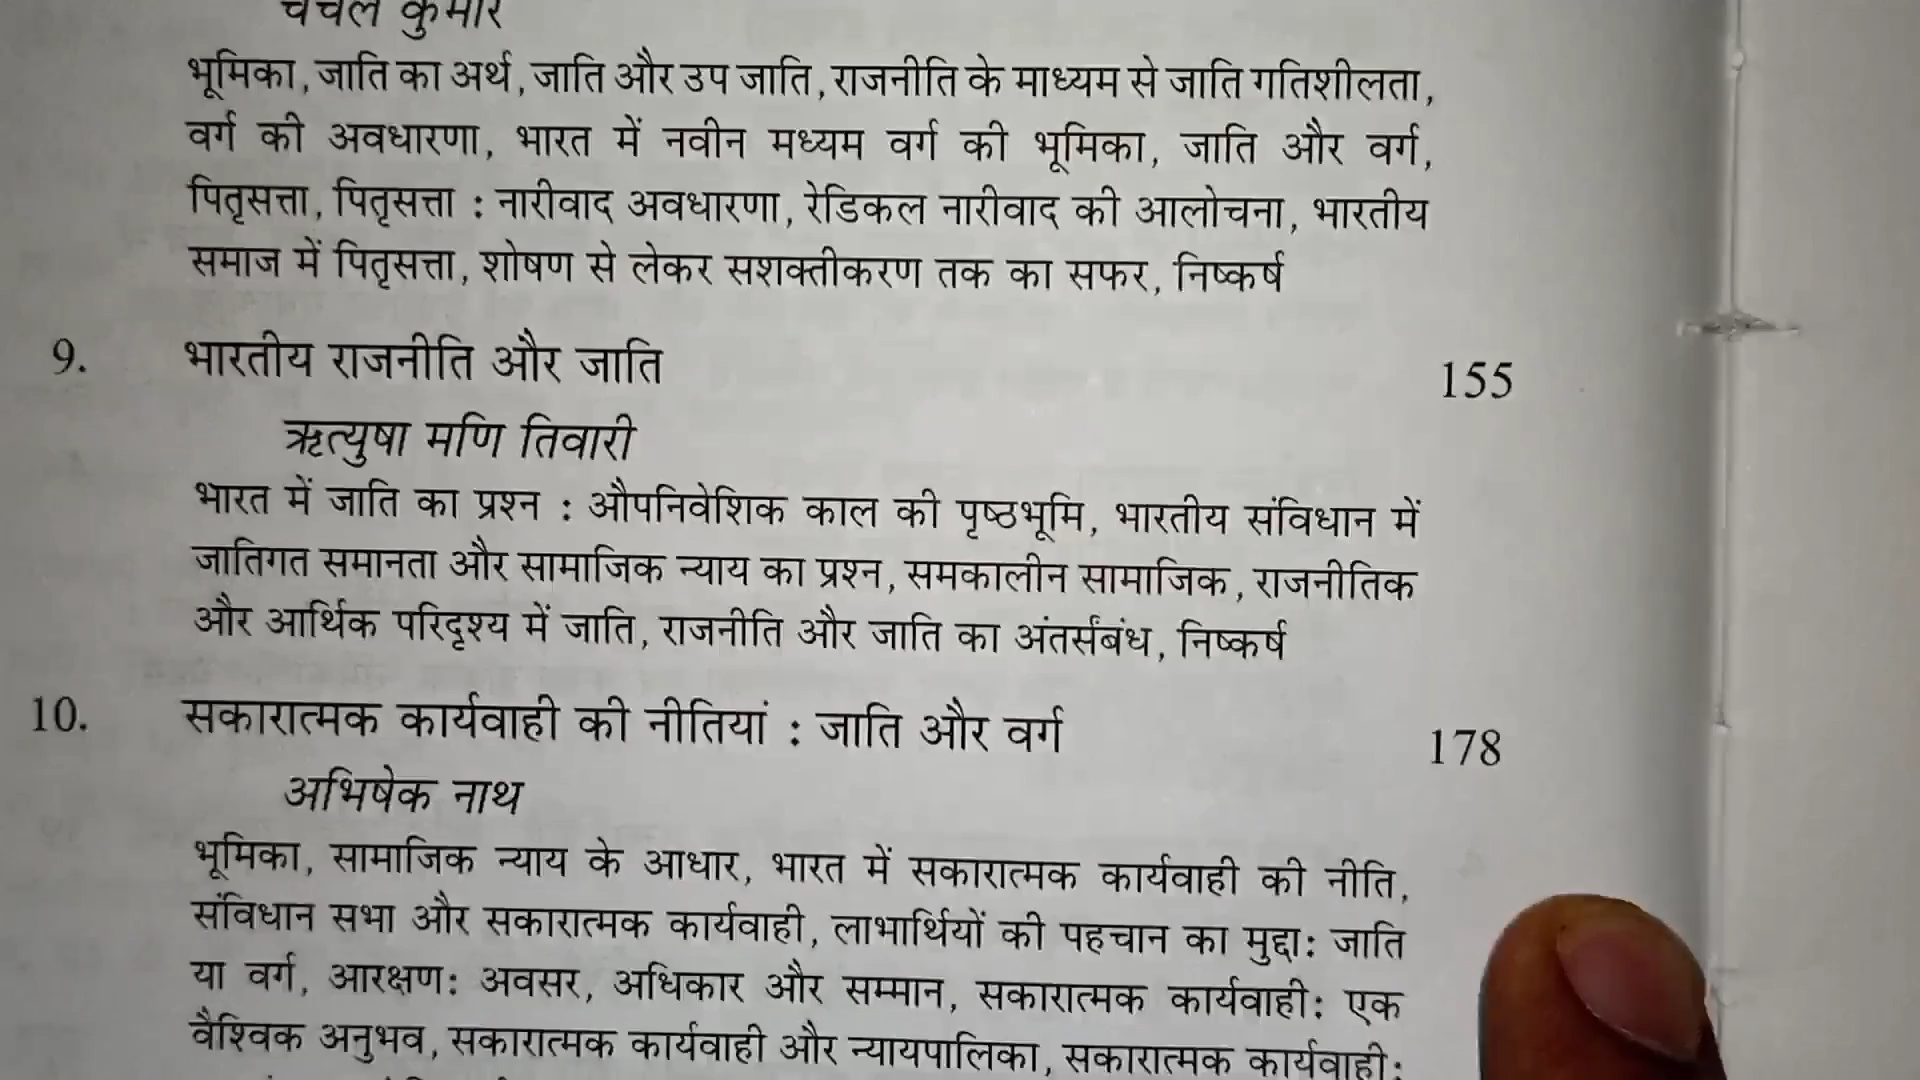 चंचल कुमार
भूमिका, जाति का अर्थ, जाति और उप जाति, राजनीति के माध्यम से जाति गतिशीलता,
वर्ग की अवधारणा, भारत में नवीन मध्यम वर्ग की भूमिका, जाति और वर्ग,
पितृसत्ता, पितृसत्ता : नारीवाद अवधारणा, रेडिकल नारीवाद की आलोचना, भारतीय
समाज में पितृसत्ता, शोषण से लेकर सशक्तीकरण तक का सफर, निष्कर्ष
9. भारतीय राजनीति और जाति 155
ऋत्युषा मणि तिवारी
भारत में जाति का प्रश्न : औपनिवेशिक काल की पृष्ठभूमि, भारतीय संविधान में
जातिगत समानता और सामाजिक न्याय का प्रश्न, समकालीन सामाजिक, राजनीतिक
और आर्थिक परिदृश्य में जाति, राजनीति और जाति का अंतर्संबंध, निष्कर्ष
10. सकारात्मक कार्यवाही की नीतियां : जाति और वर्ग 178
अभिषेक नाथ
भूमिका, सामाजिक न्याय के आधार, भारत में सकारात्मक कार्यवाही की नीति,
संविधान सभा और सकारात्मक कार्यवाही, लाभार्थियों की पहचान का मुद्दा: जाति
या वर्ग, आरक्षण: अवसर, अधिकार और सम्मान, सकारात्मक कार्यवाही: एक
वैश्विक अनुभव, सकारात्मक कार्यवाही और न्यायपालिका, सकारात्मक कार्यवाही: